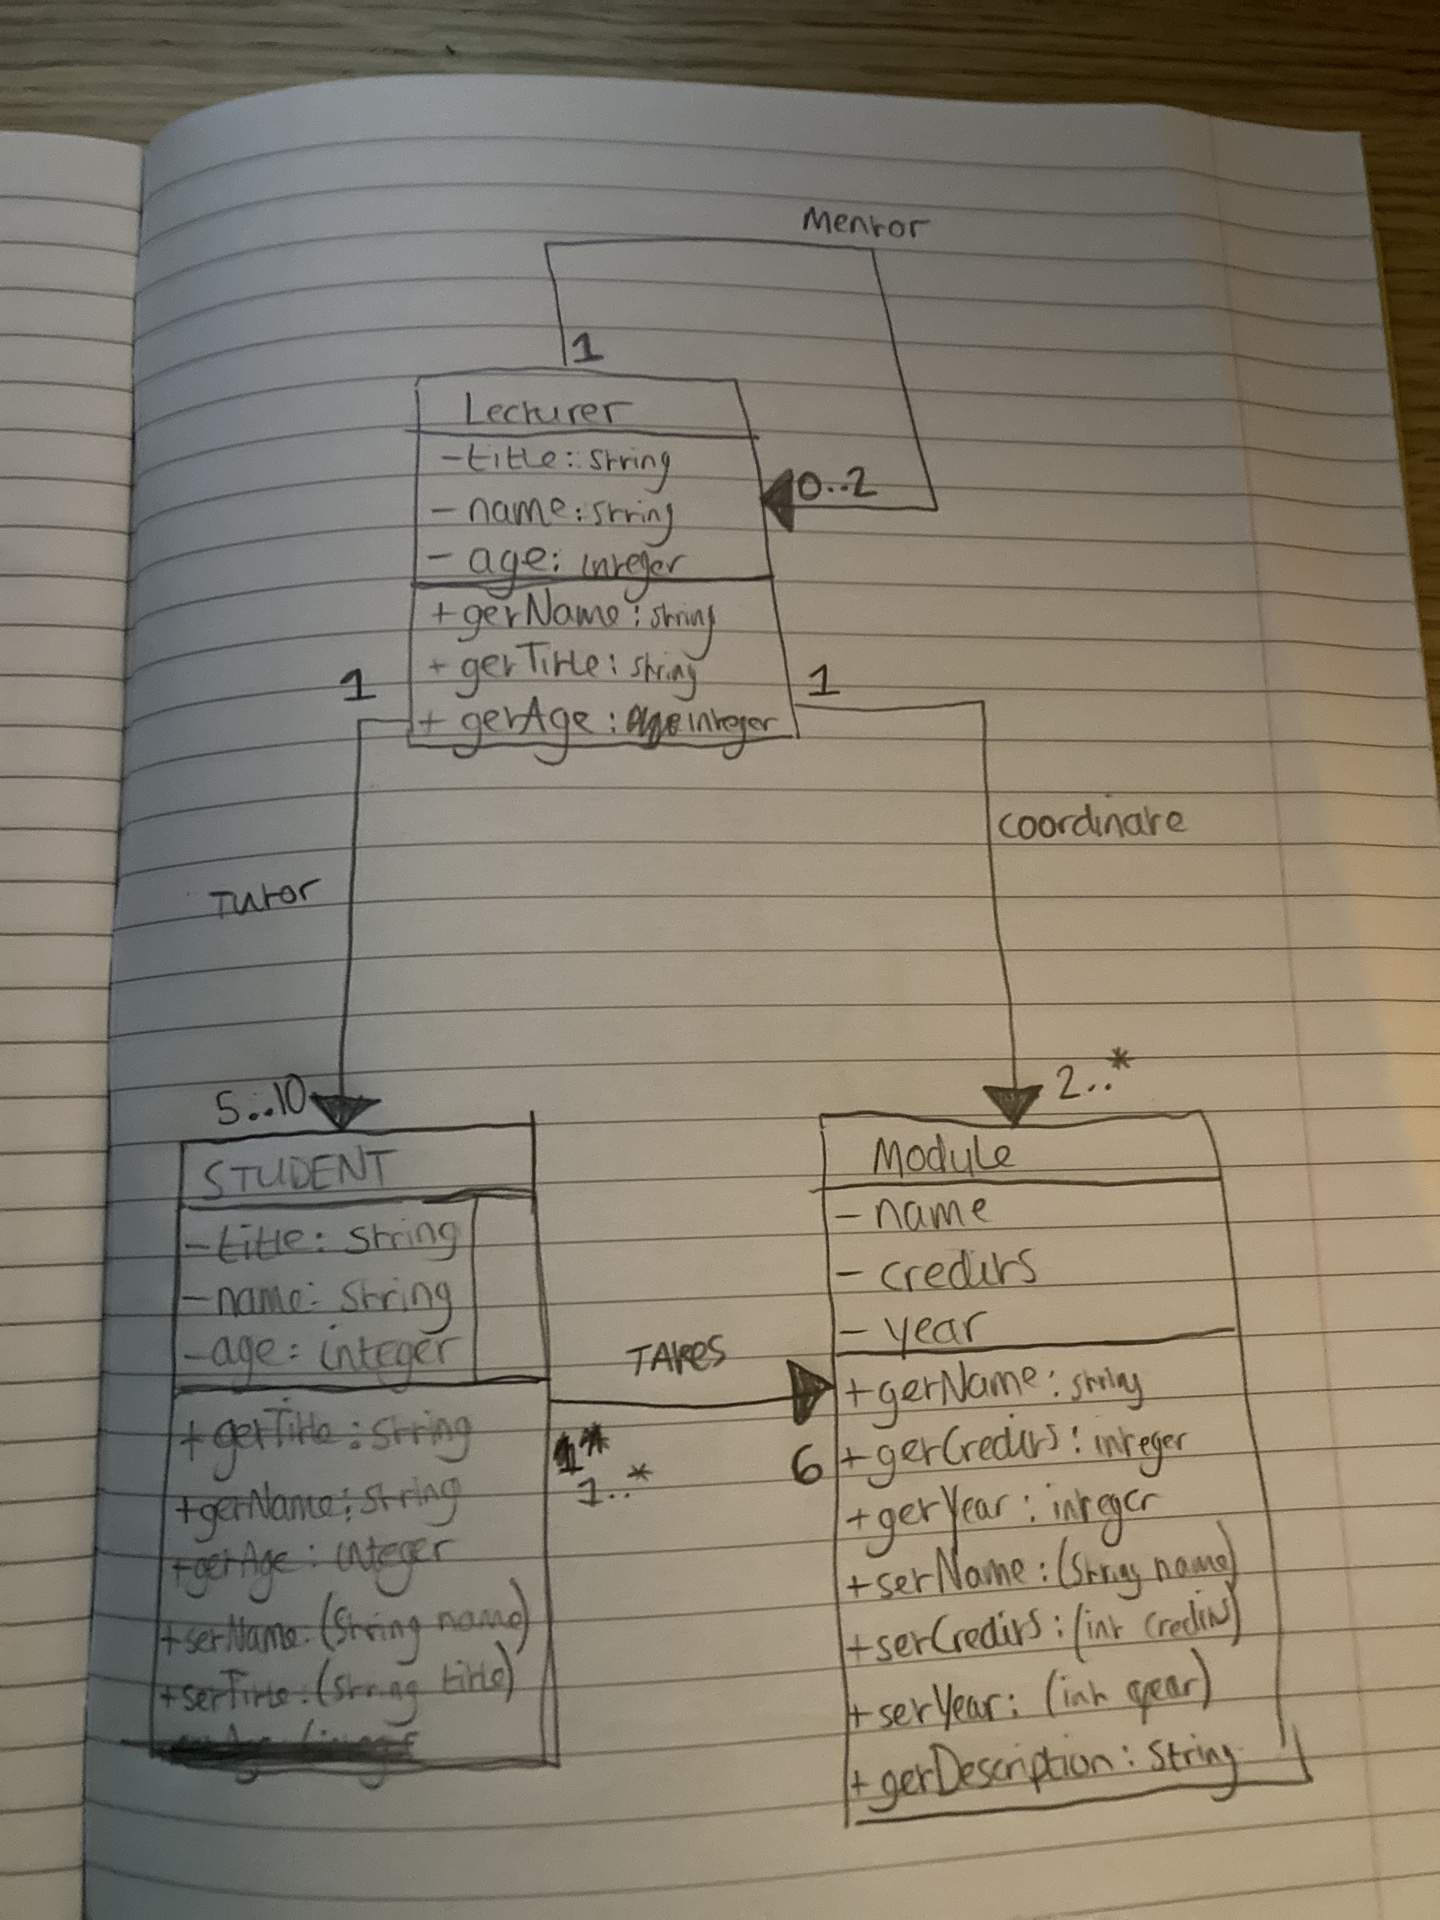 Mentor
1
Lecturer
-title: string
- name: string
0..2
- age: integer
+ getName: string
+ getTitle: string
1
1
+ getAge: integer
coordinate
Tutor
5..10
2..*
STUDENT
-title: string
-name: string
-age: integer
+getTitle: string
+getName: string
+getAge: integer
+setName: (String name)
+setTitle: (String title)
TAKES
1..*
6
Module
- name
- credits
- year
+getName: string
+getCredits: integer
+getYear: integer
+setName: (String name)
+setCredits: (int credits)
+setYear: (int year)
+getDescription: String